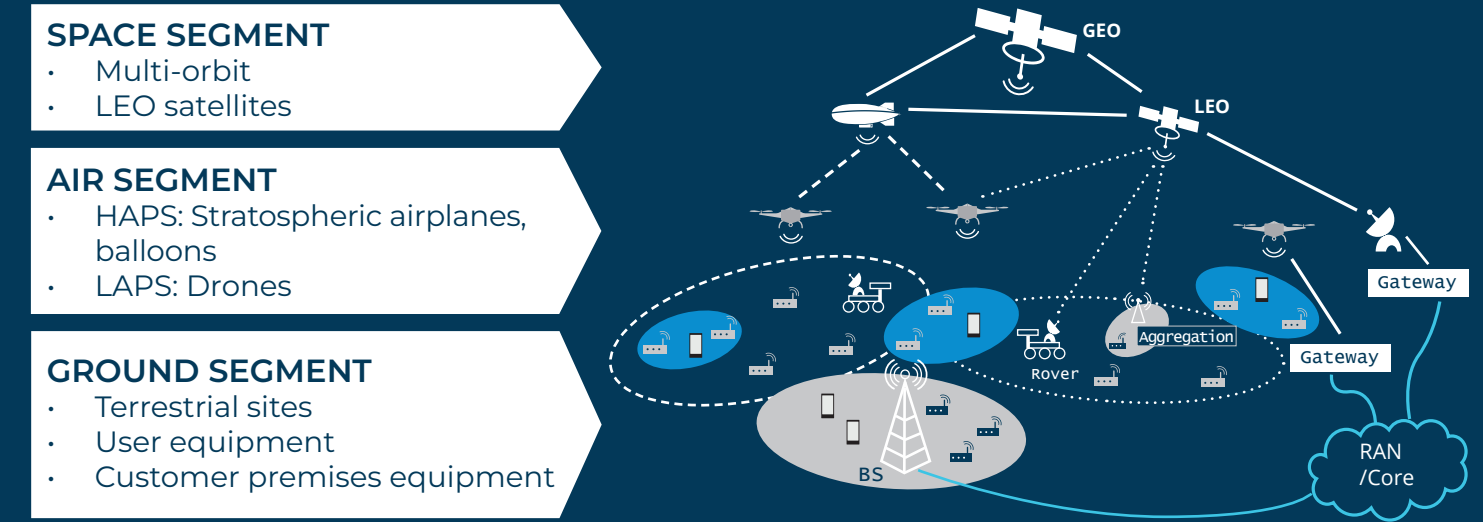 SPACE SEGMENT
• Multi-orbit
• LEO satellites
AIR SEGMENT
• HAPS: Stratospheric airplanes,
balloons
• LAPS: Drones
GROUND SEGMENT
• Terrestrial sites
• User equipment
• Customer premises equipment
GEO
LEO
Gateway
Aggregation
Gateway
Rover
BS
RAN
/Core